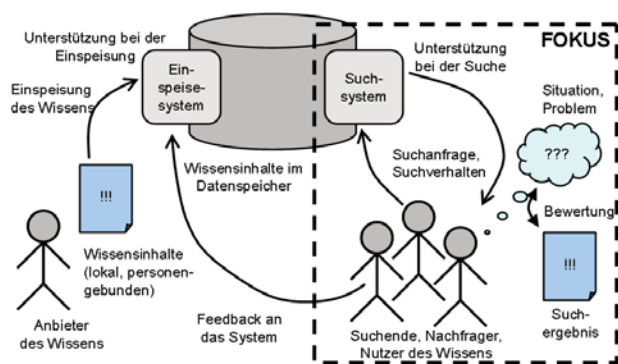 Unterstützung bei der
Einspeisung
Einspeisung
des Wissens
Ein-
speise-
system
Such-
system
Unterstützung
bei der Suche
FOKUS
Situation,
Problem
???
Wissensinhalte im
Datenspeicher
Suchanfrage,
Suchverhalten
Bewertung
!!!
Wissensinhalte
(lokal, personen-
gebunden)
!!!
Such-
ergebnis
Anbieter
des Wissens
Feedback an
das System
Suchende, Nachfrager,
Nutzer des Wissens